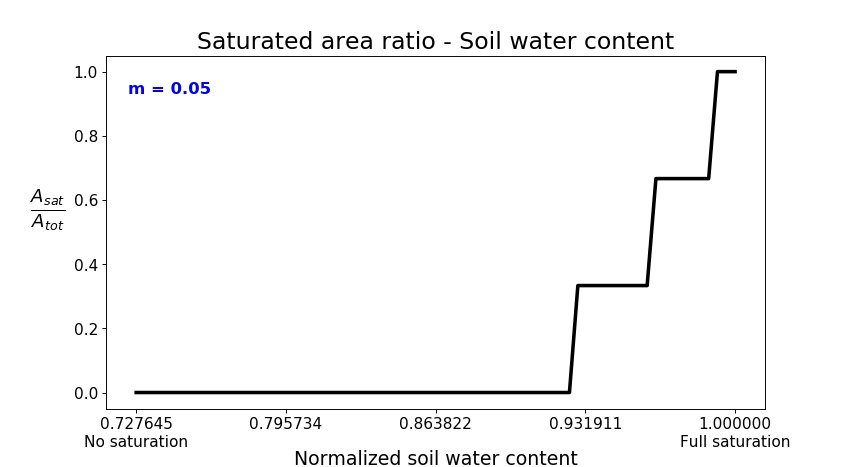 Saturated area ratio - Soil water content
m = 0.05
1.0
0.8
0.6
0.4
0.2
0.0
A_sat
A_tot
0.727645 0.795734 0.863822 0.931911 1.000000
No saturation Full saturation
Normalized soil water content